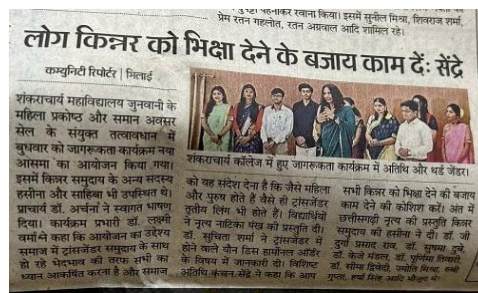 प्रेम रतन गहलोत, रतन अग्रवाल आदि शामिल रहे।
लोग किन्नर को भिक्षा देने के बजाय काम दें: सेंद्रे
कम्युनिटी रिपोर्टर | भिलाई
शंकराचार्य महाविद्यालय जुनवानी के
महिला प्रकोष्ठ और समान अवसर
सेल के संयुक्त तत्वावधान में
बुधवार को जागरूकता कार्यक्रम नया
आसमा का आयोजन किया गया।
इसमें किन्नर समुदाय के अन्य सदस्य
हसीना और साहिबा भी उपस्थित थे।
प्राचार्य डॉ. अर्चना ने स्वागत भाषण
दिया। कार्यक्रम प्रभारी डॉ. लक्ष्मी
वर्मा ने कहा कि आयोजन का उद्देश्य
समाज में ट्रांसजेंडर समुदाय के साथ
हो रहे भेदभाव की तरफ सभी का
ध्यान आकर्षित करना है और समाज
शंकराचार्य कॉलेज में हुए जागरूकता कार्यक्रम में अतिथि और थर्ड जेंडर।
को यह संदेश देना है कि जैसे महिला
और पुरुष होते हैं वैसे ही ट्रांसजेंडर
तृतीय लिंग भी होते हैं। विद्यार्थियों
ने नृत्य नाटिका पेश की प्रस्तुति दी।
डॉ. सुचिता शर्मा ने ट्रांसजेंडर में
होने वाले यौन डिस हार्मोनल ऑर्डर
के विषय में जानकारी दी। विशिष्ट
अतिथि कंचन सेंद्रे ने कहा कि आप
सभी किन्नर को भिक्षा देने की बजाय
काम देने की कोशिश करें। अंत में
छत्तीसगढ़ी नृत्य की प्रस्तुति किन्नर
समुदाय की हसीना ने दी। डॉ. जी
दुर्गा प्रसाद राव, डॉ. सुषमा दुबे,
डॉ. केजे मंडल, डॉ. पूर्णिमा तिवारी,
डॉ. सीमा द्विवेदी, ज्योति मिश्रा,
गुप्ता, हर्षा सिंह आदि मौजूद थे।